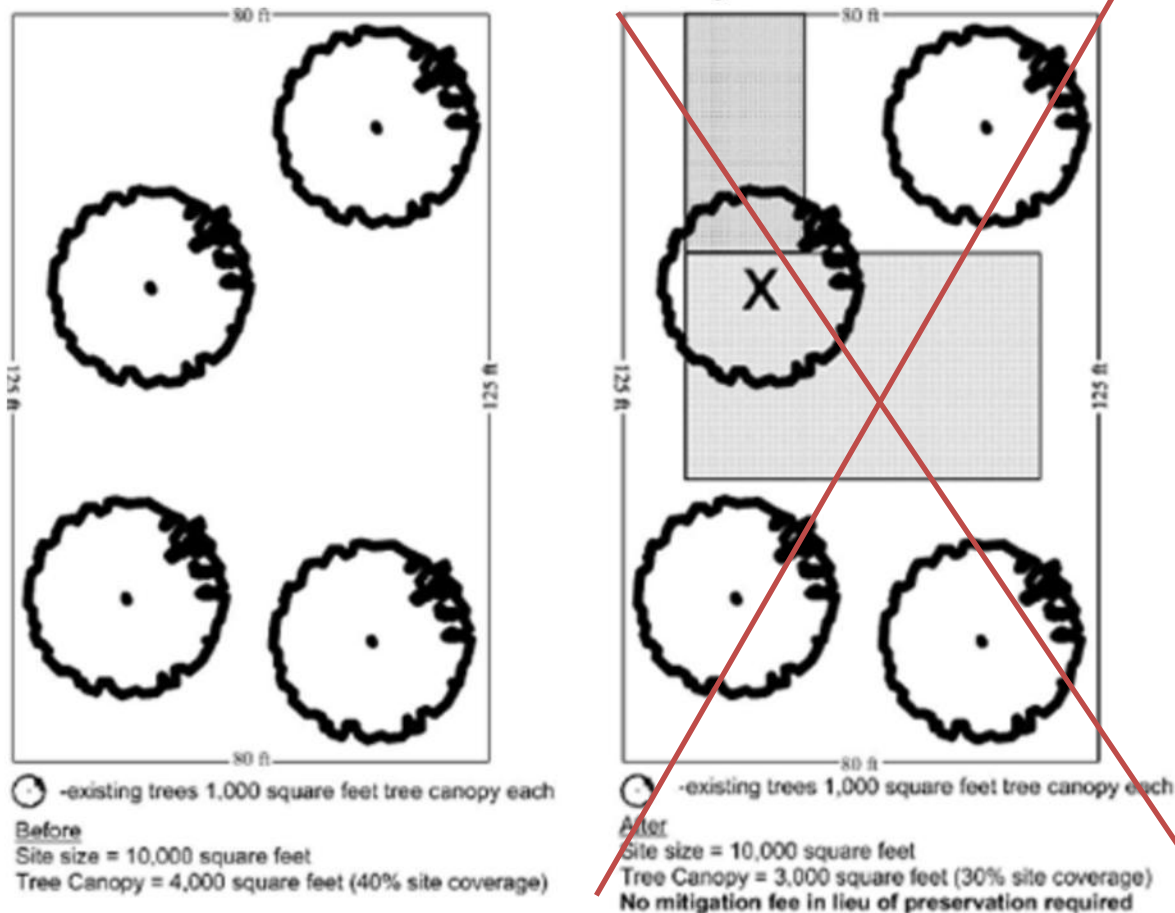 80 ft
125 ft
125 ft
80 ft
-existing trees 1,000 square feet tree canopy each
Before
Site size = 10,000 square feet
Tree Canopy = 4,000 square feet (40% site coverage)
80 ft
X
125 ft
125 ft
80 ft
-existing trees 1,000 square feet tree canopy each
After
Site size = 10,000 square feet
Tree Canopy = 3,000 square feet (30% site coverage)
No mitigation fee in lieu of preservation required